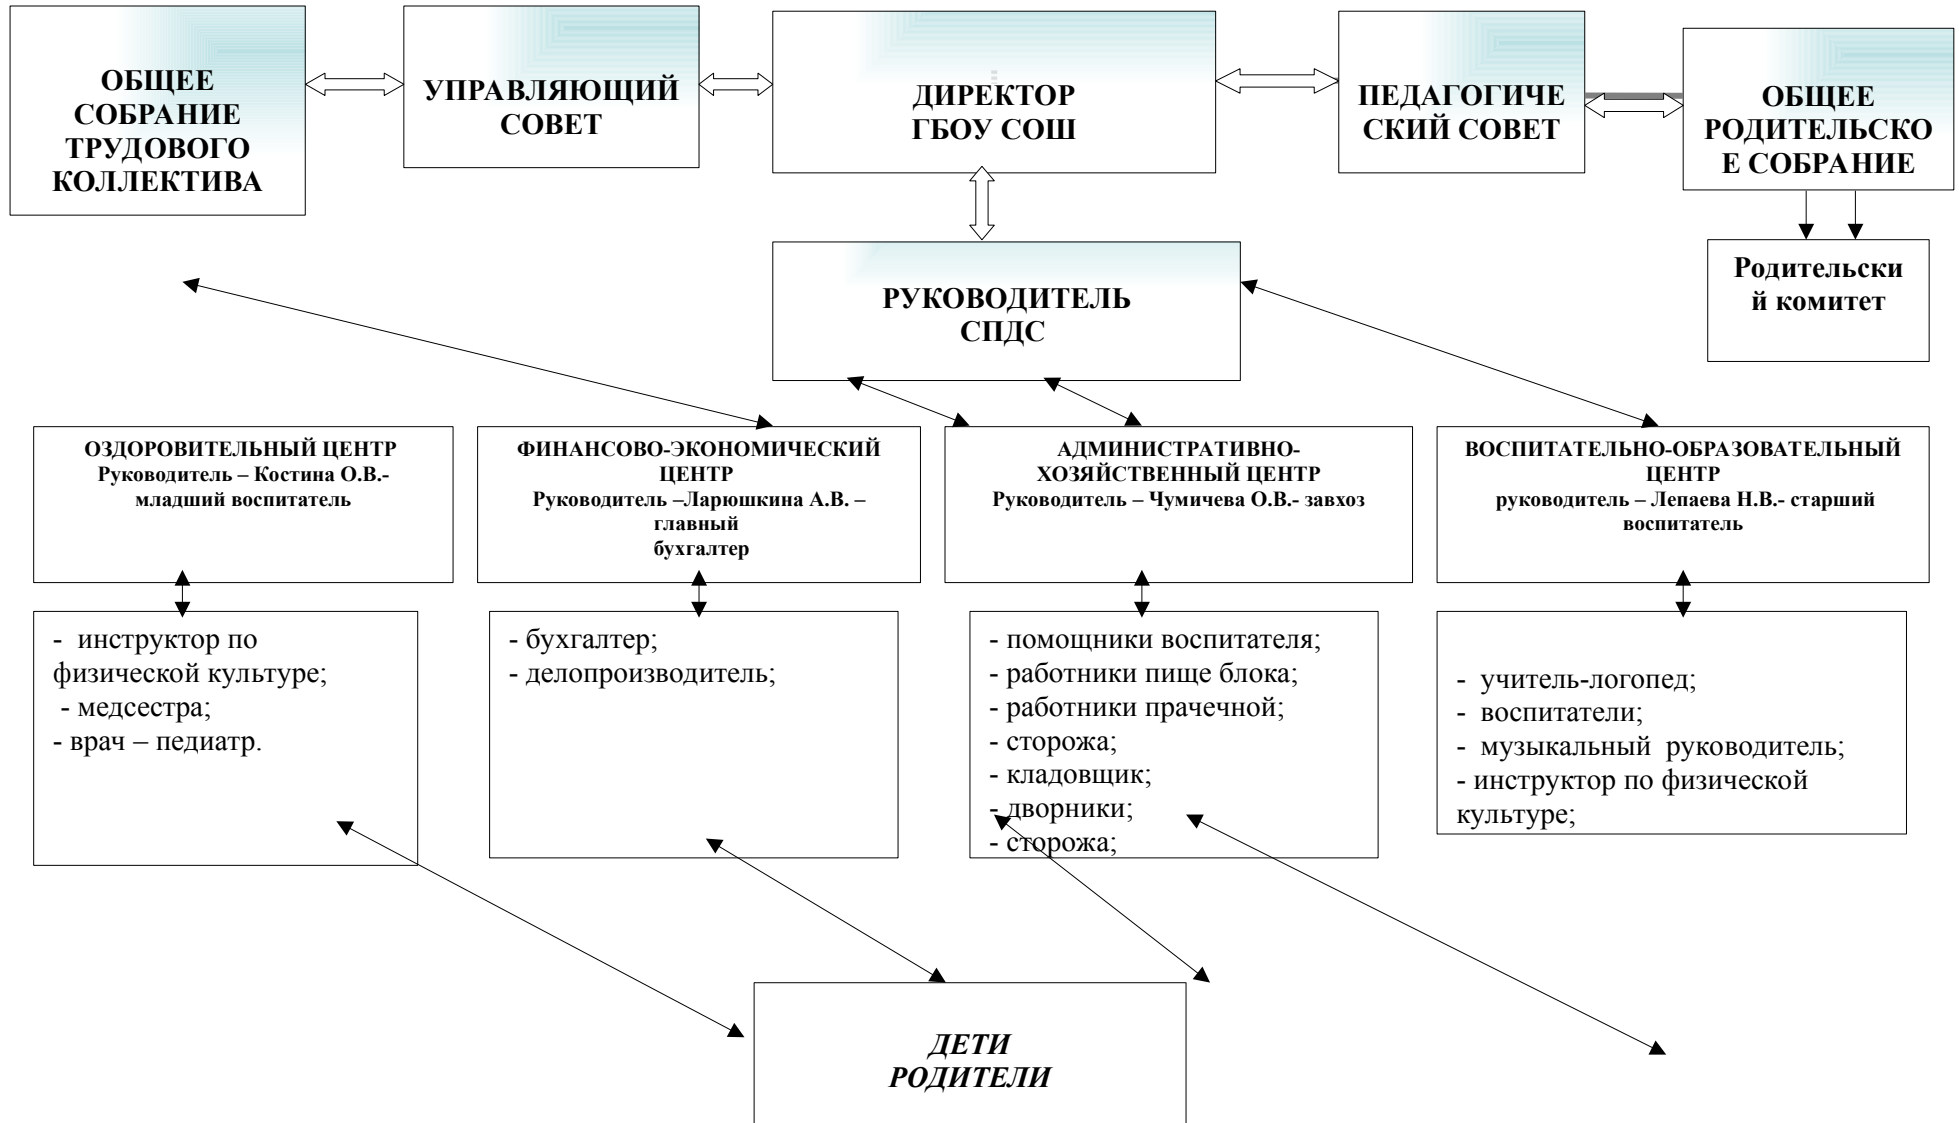 ОБЩЕЕ
СОБРАНИЕ
ТРУДОВОГО
КОЛЛЕКТИВА
УПРАВЛЯЮЩИЙ
СОВЕТ
ДИРЕКТОР
ГБОУ СОШ
ПЕДАГОГИЧЕ
СКИЙ СОВЕТ
ОБЩЕЕ
РОДИТЕЛЬСКО
Е СОБРАНИЕ
Родительски
й комитет
РУКОВОДИТЕЛЬ
СПДС
ОЗДОРОВИТЕЛЬНЫЙ ЦЕНТР
Руководитель – Костина О.В.-
младший воспитатель
ФИНАНСОВО-ЭКОНОМИЧЕСКИЙ
ЦЕНТР
Руководитель –Ларюшкина А.В. –
главный
бухгалтер
АДМИНИСТРАТИВНО-
ХОЗЯЙСТВЕННЫЙ ЦЕНТР
Руководитель – Чумичева О.В.- завхоз
ВОСПИТАТЕЛЬНО-ОБРАЗОВАТЕЛЬНЫЙ
ЦЕНТР
руководитель – Лепаева Н.В.- старший
воспитатель
- инструктор по
физической культуре;
- медсестра;
- врач – педиатр.
- бухгалтер;
- делопроизводитель;
- помощники воспитателя;
- работники пище блока;
- работники прачечной;
- сторожа;
- кладовщик;
- дворники;
- сторожа;
- учитель-логопед;
- воспитатели;
- музыкальный руководитель;
- инструктор по физической
культуре;
ДЕТИ
РОДИТЕЛИ